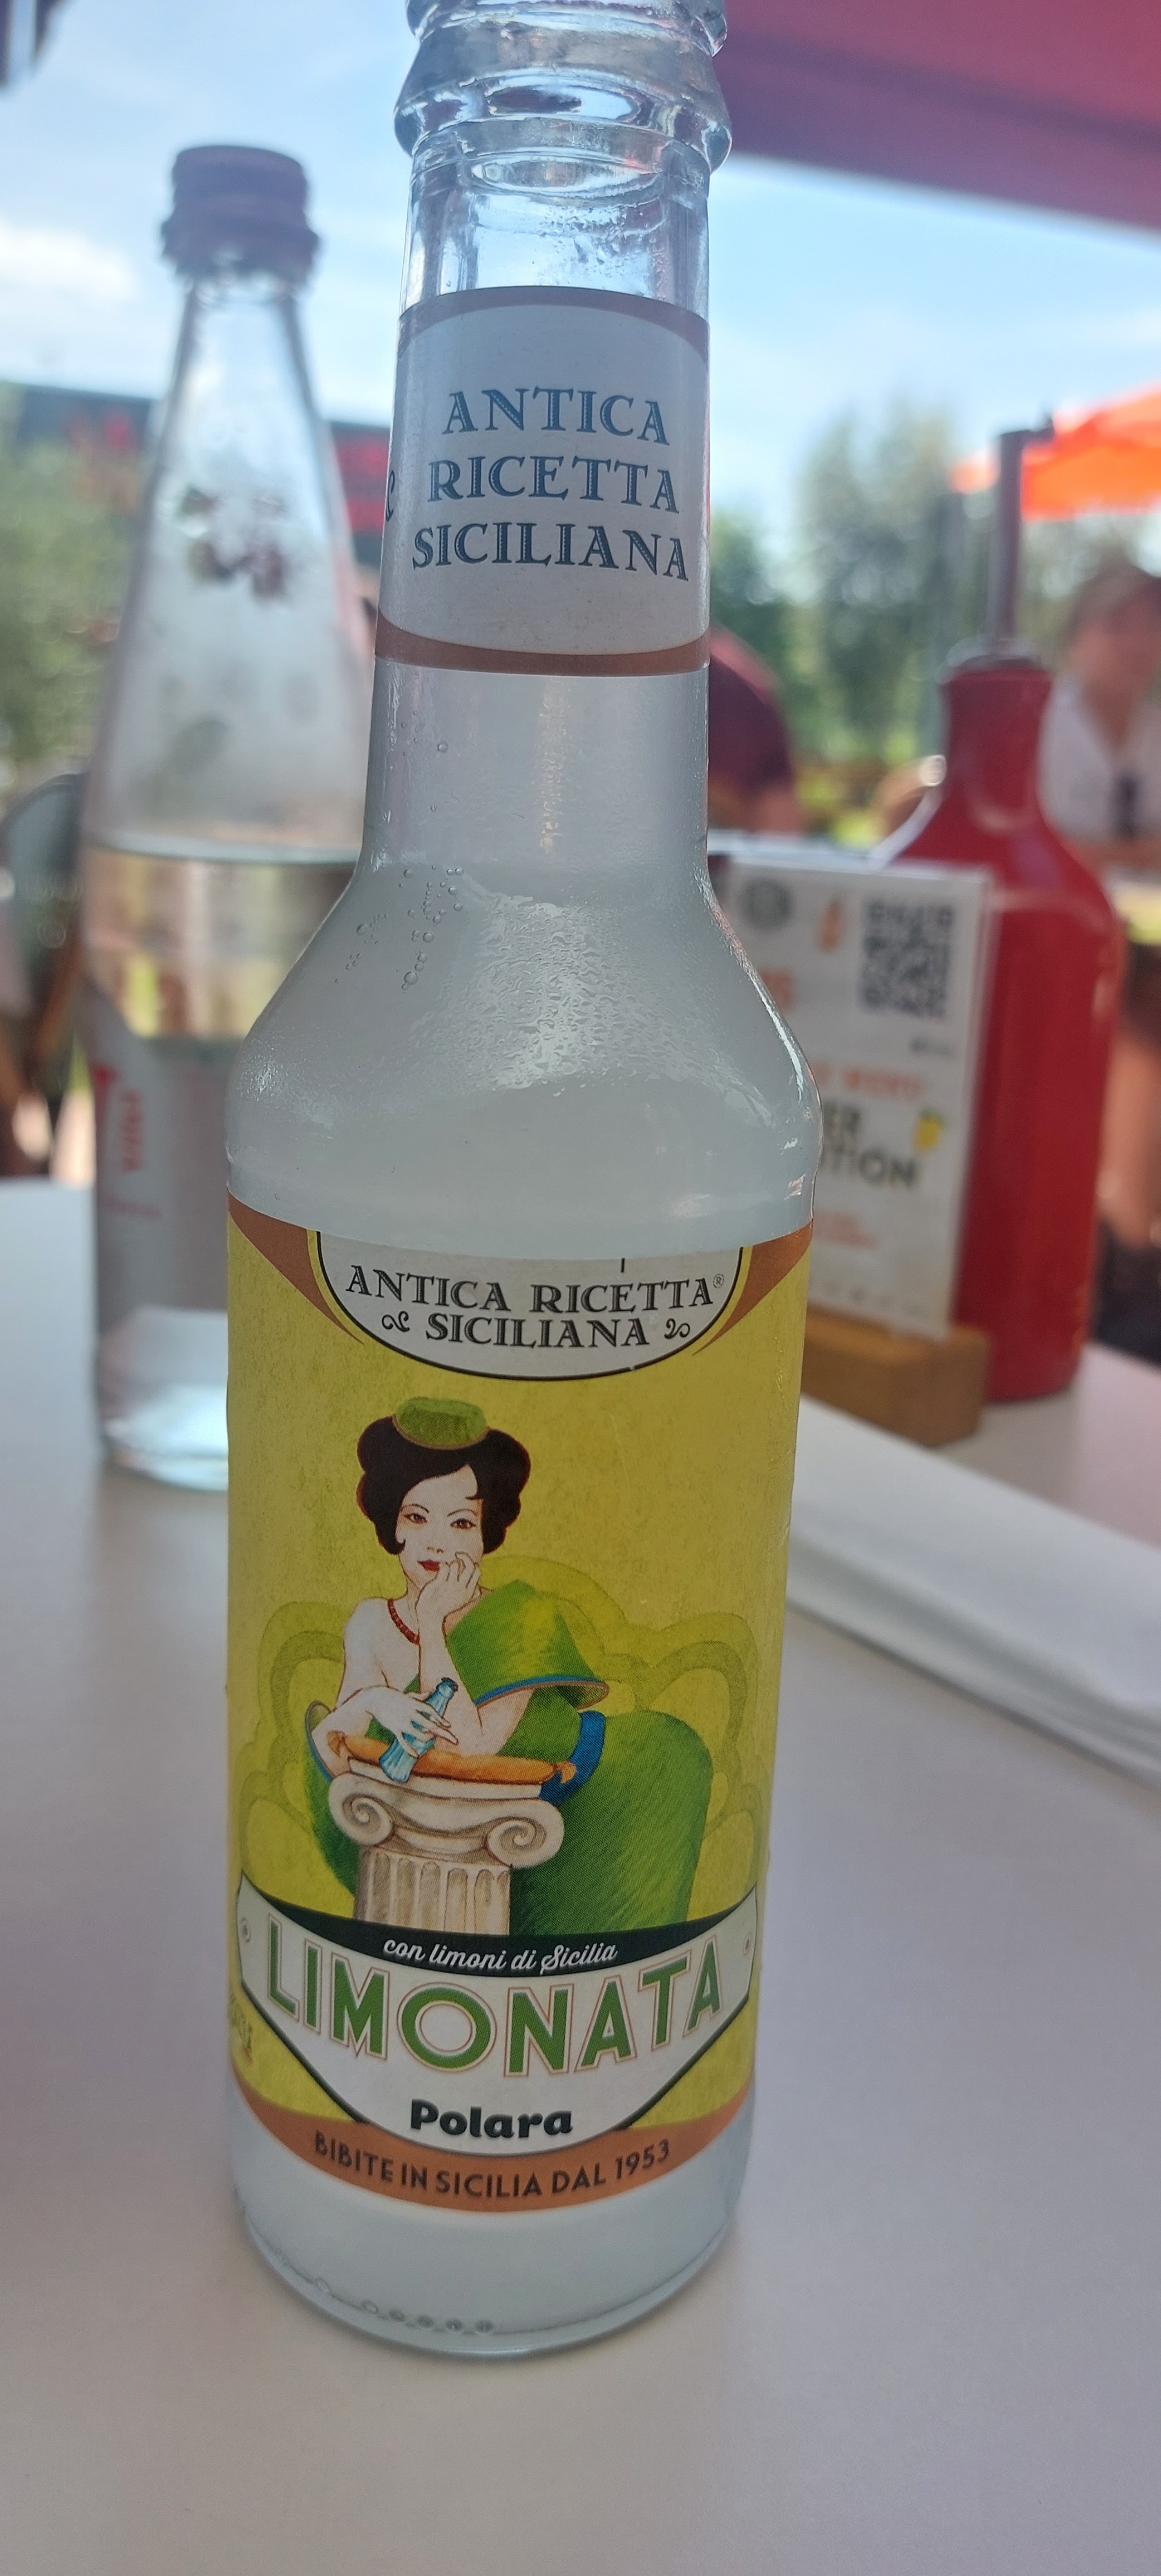 ANTICA
RICETTA
SICILIANA
ANTICA RICETTA®
SICILIANA
con limoni di Sicilia
LIMONATA
Polara
BIBITE IN SICILIA DAL 1953